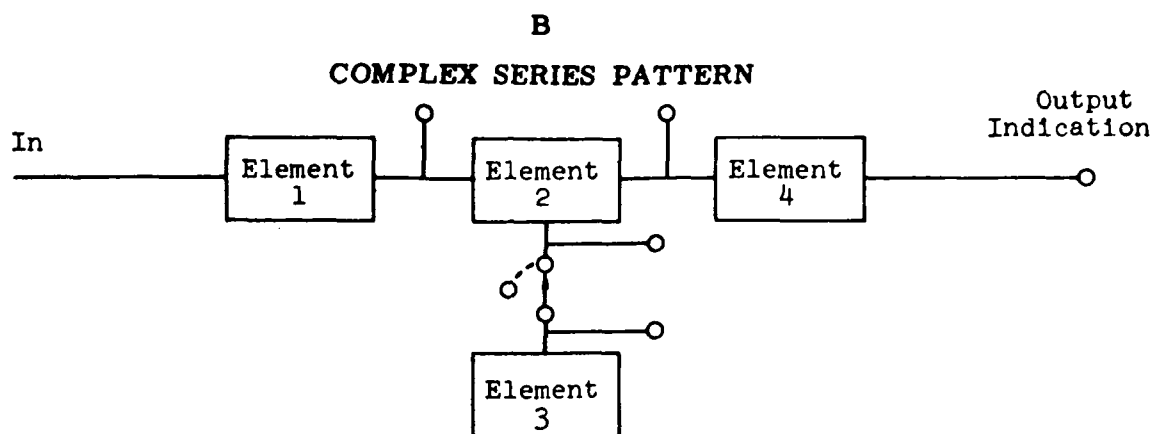 B
COMPLEX SERIES PATTERN
In
Output
Indication
Element
1
Element
2
Element
4
Element
3